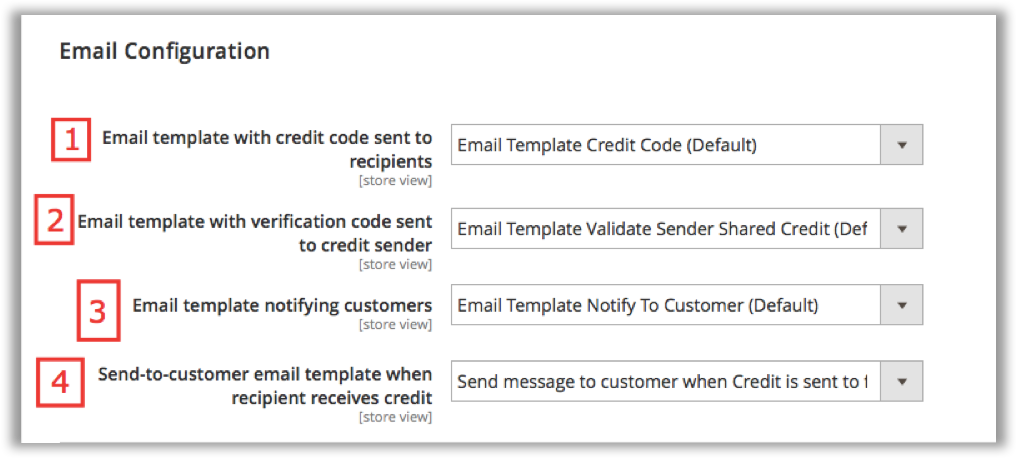 Email Configuration
1
Email template with credit code sent to
recipients
[store view]
Email Template Credit Code (Default)
2
Email template with verification code sent
to credit sender
[store view]
Email Template Validate Sender Shared Credit (Def
3
Email template notifying customers
[store view]
Email Template Notify To Customer (Default)
4
Send-to-customer email template when
recipient receives credit
[store view]
Send message to customer when Credit is sent to f